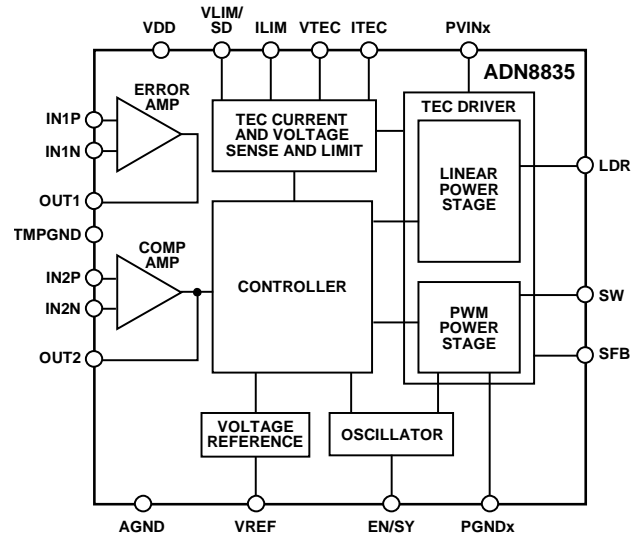 VLIM/
SD
VDD
ILIM
VTEC
ITEC
PVINx
ADN8835
ERROR
AMP
IN1P
IN1N
OUT1
TMPGND
TEC CURRENT
AND VOLTAGE
SENSE AND LIMIT
TEC DRIVER
LINEAR
POWER
STAGE
LDR
COMP
AMP
IN2P
IN2N
OUT2
CONTROLLER
PWM
POWER
STAGE
SW
SFB
VOLTAGE
REFERENCE
OSCILLATOR
AGND
VREF
EN/SY
PGNDx